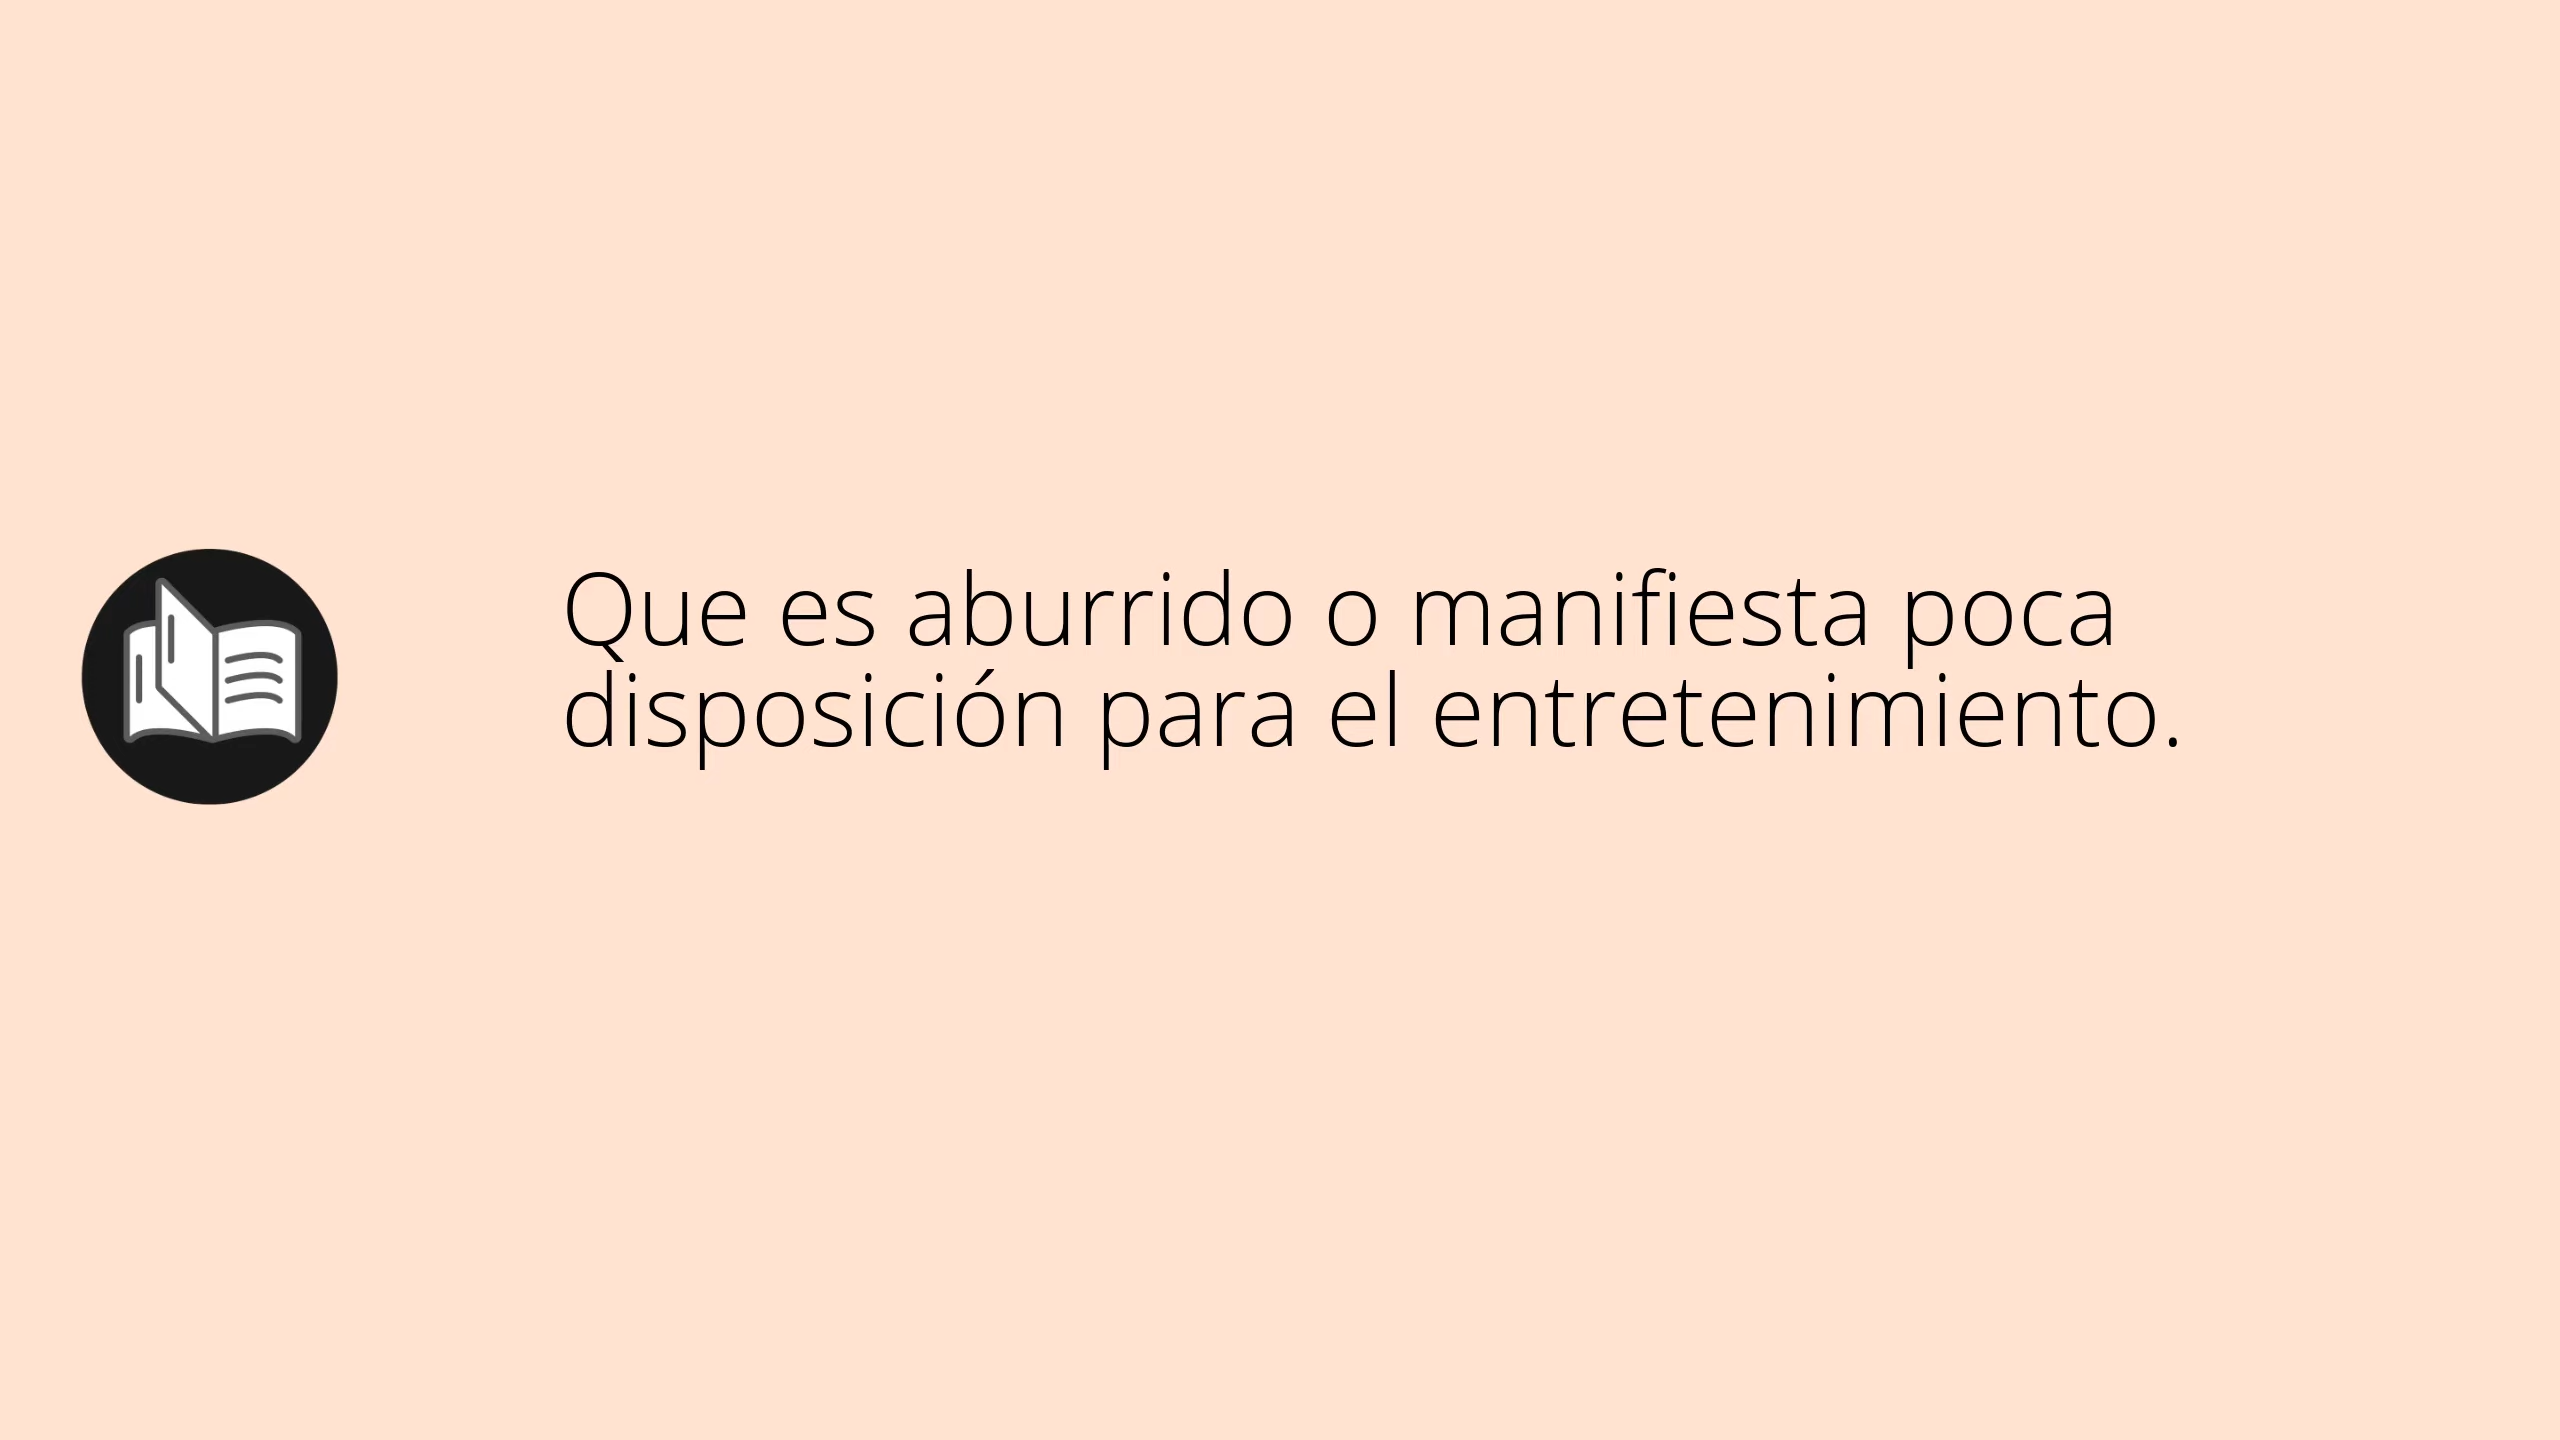 Que es aburrido o manifiesta poca
disposición para el entretenimiento.